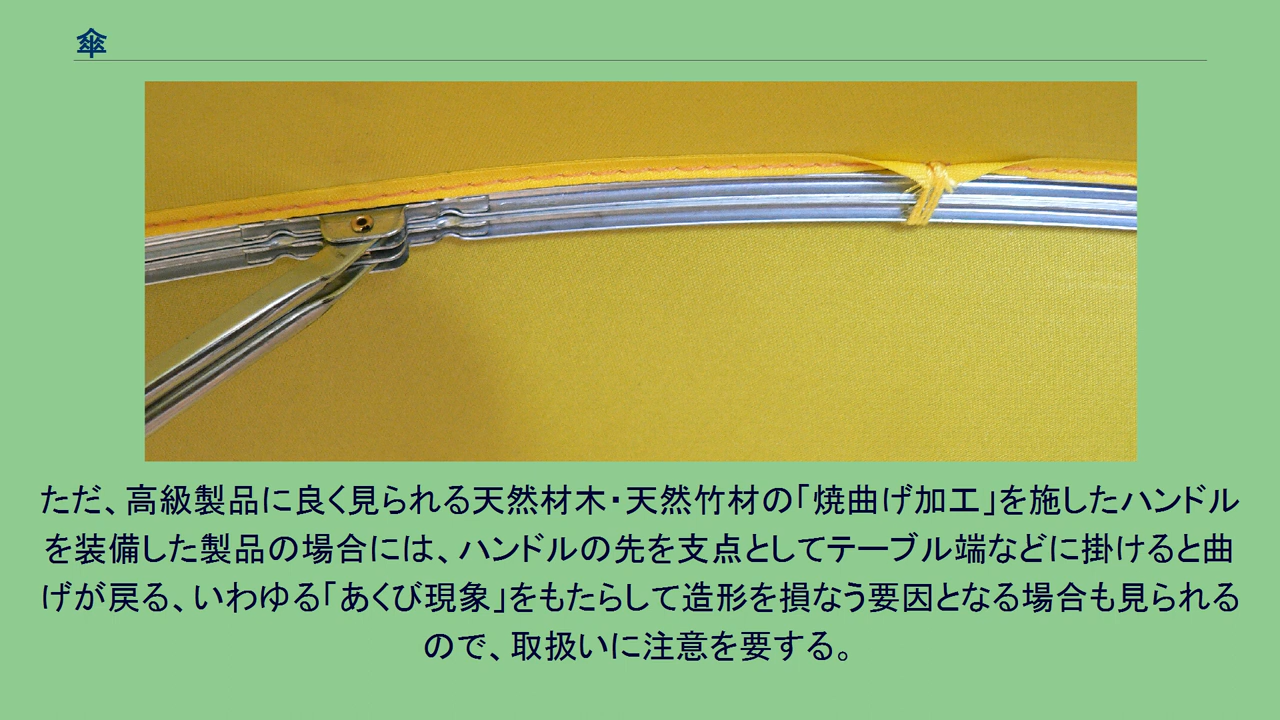 傘
ただ、高級製品に良く見られる天然材木・天然竹材の「焼曲げ加工」を施したハンドル
を装備した製品の場合には、ハンドルの先を支点としてテーブル端などに掛けると曲
げが戻る、いわゆる「あくび現象」をもたらして造形を損なう要因となる場合も見られる
ので、取扱いに注意を要する。